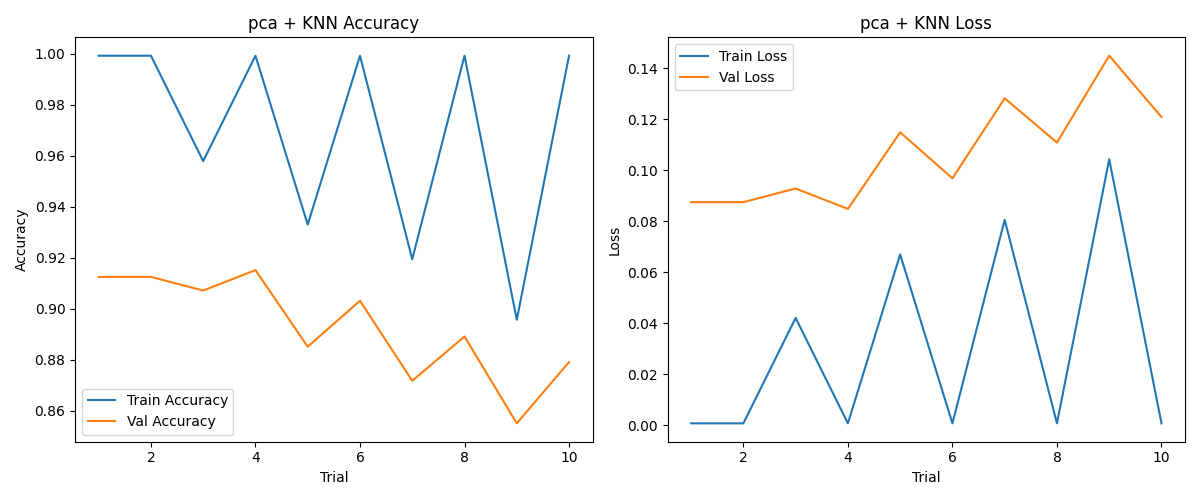 pca + KNN Accuracy
Accuracy
1.00
0.98
0.96
0.94
0.92
0.90
0.88
0.86
Train Accuracy
Val Accuracy
2
4
6
8
10
Trial
pca + KNN Loss
Loss
Train Loss
Val Loss
0.14
0.12
0.10
0.08
0.06
0.04
0.02
0.00
2
4
6
8
10
Trial